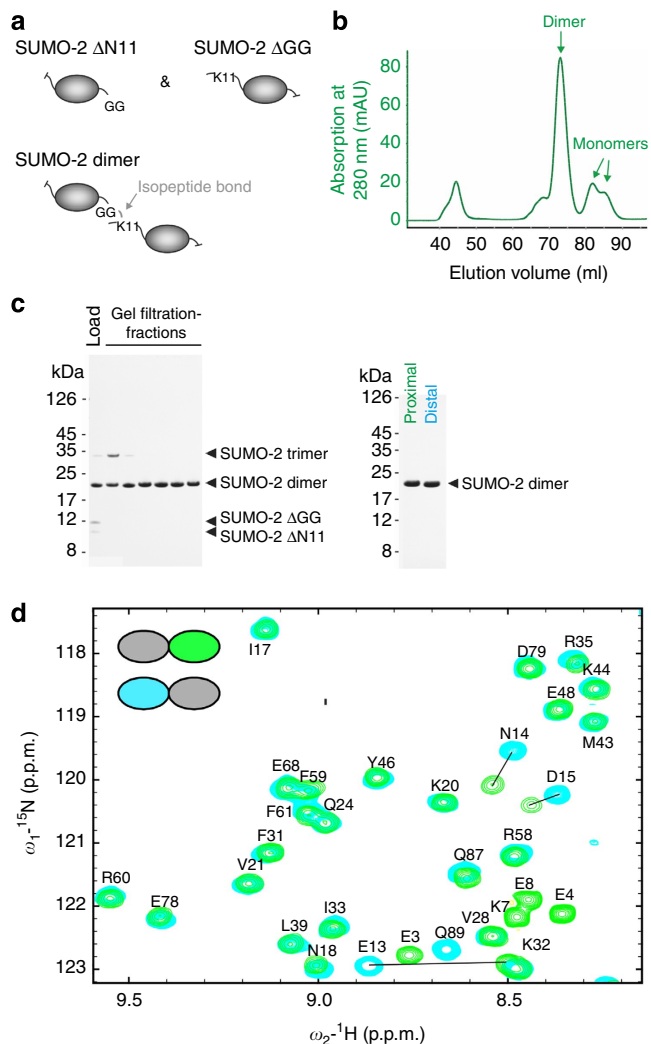 a
SUMO-2 ΔN11
SUMO-2 ΔGG
GG
&
K11
SUMO-2 dimer
Isopeptide bond
GG
K11
b
Dimer
Monomers
Absorption at
280 nm (mAU)
80
60
40
20
0
40 50 60 70 80 90
Elution volume (ml)
c
Load
Gel filtration-
fractions
kDa
126
45
35
25
17
12
8
SUMO-2 trimer
SUMO-2 dimer
SUMO-2 ΔGG
SUMO-2 ΔN11
kDa
Proximal
Distal
126
45
35
25
17
12
8
SUMO-2 dimer
d
I17
D79
R35
K44
E48
M43
N14
E68
F59
Y46
D15
K20
F61
Q24
F31
R58
V21
Q87
R60
E8
E78
K7
E4
I33
V28
L39
E3
Q89
N18
E13
K32
118
119
120
121
122
123
ω1-15N (p.p.m.)
9.5 9.0 8.5
ω2-1H (p.p.m.)